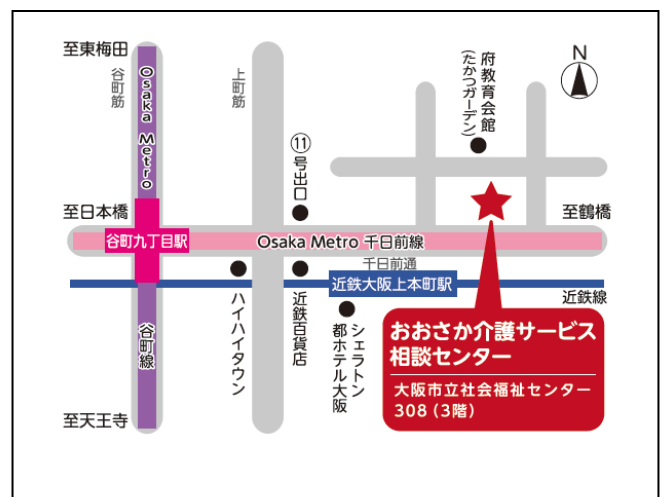 至東梅田
谷町筋
Osaka Metro
上町筋
⑪号出口
府教育会館
(たかつガーデン)
N
至日本橋
谷町九丁目駅
Osaka Metro 千日前線
至鶴橋
千日前通
近鉄大阪上本町駅
近鉄線
谷町線
ハイハイタウン
近鉄百貨店
シェラトン
都ホテル大阪
おおさか介護サービス
相談センター
大阪市立社会福祉センター
308 (3階)
至天王寺